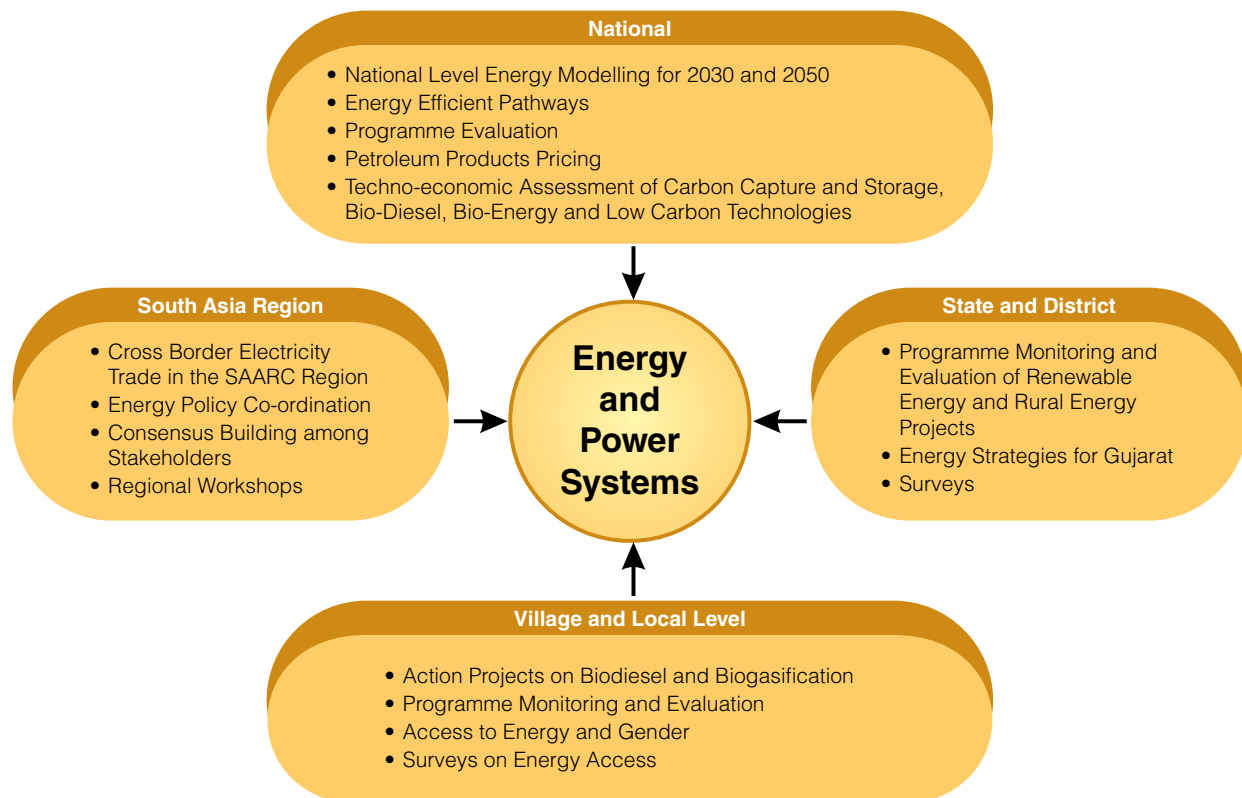 National
• National Level Energy Modelling for 2030 and 2050
• Energy Efficient Pathways
• Programme Evaluation
• Petroleum Products Pricing
• Techno-economic Assessment of Carbon Capture and Storage,
Bio-Diesel, Bio-Energy and Low Carbon Technologies
South Asia Region
• Cross Border Electricity
Trade in the SAARC Region
• Energy Policy Co-ordination
• Consensus Building among
Stakeholders
• Regional Workshops
Energy
and
Power
Systems
State and District
• Programme Monitoring and
Evaluation of Renewable
Energy and Rural Energy
Projects
• Energy Strategies for Gujarat
• Surveys
Village and Local Level
• Action Projects on Biodiesel and Biogasification
• Programme Monitoring and Evaluation
• Access to Energy and Gender
• Surveys on Energy Access